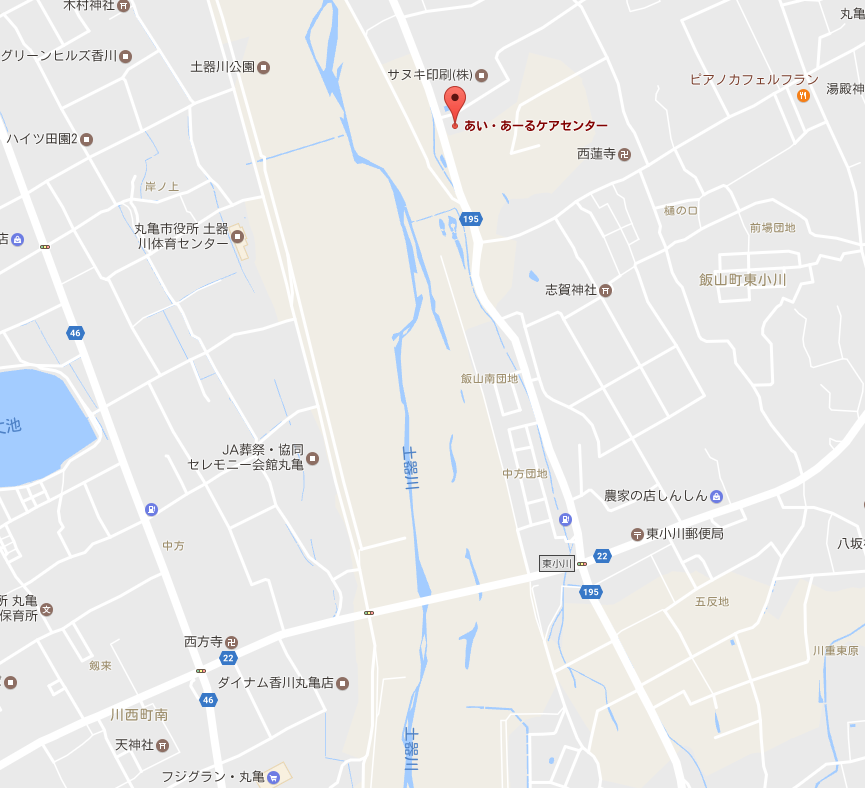 木村神社
丸亀
グリーンヒルズ香川
土器川公園
サヌキ印刷(株)
ピアノカフェルフラン
湯殿神
あい・あーるケアセンター
ハイツ田園2
西蓮寺
岸ノ上
樋のロ
195
前場団地
丸亀市役所 土器
川体育センター
店
飯山町東小川
志賀神社
46
飯山南団地
土器川
JA葬祭・協同
セレモニー会館丸亀
中方団地
農家の店しんしん
中方
東小川郵便局
東小川
22
八坂
195
所 丸亀
保育所
五反地
西方寺
22
川重東原
剱来
ダイナム香川丸亀店
46
川西町南
天神社
土器川
フジグラン・丸亀